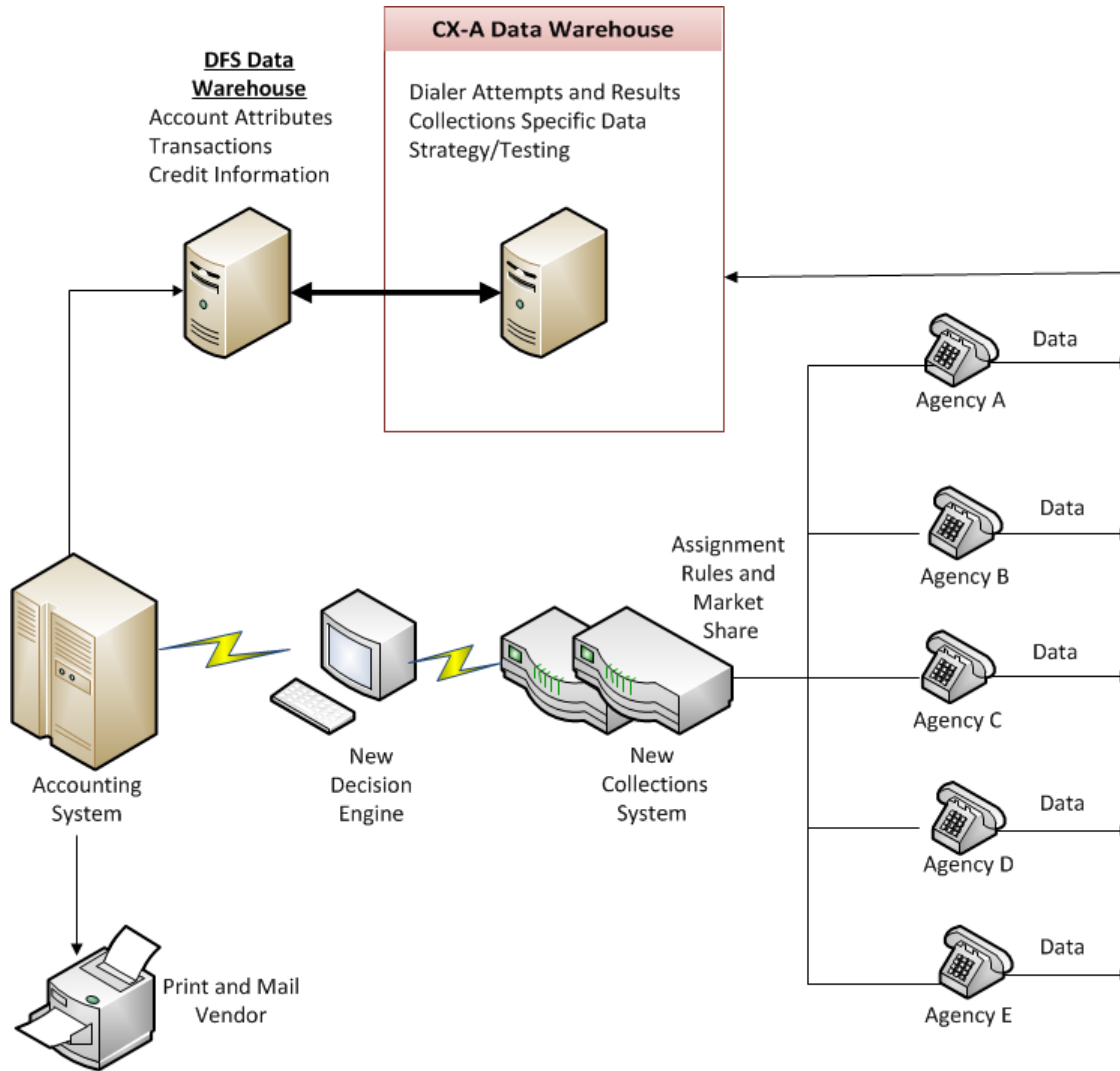 CX-A Data Warehouse
DFS Data
Warehouse
Account Attributes
Transactions
Credit Information
Dialer Attempts and Results
Collections Specific Data
Strategy/Testing
Data
Agency A
Data
Agency B
Assignment
Rules and
Market
Share
Data
Agency C
Accounting
System
New
Decision
Engine
New
Collections
System
Data
Agency D
Data
Agency E
Print and Mail
Vendor